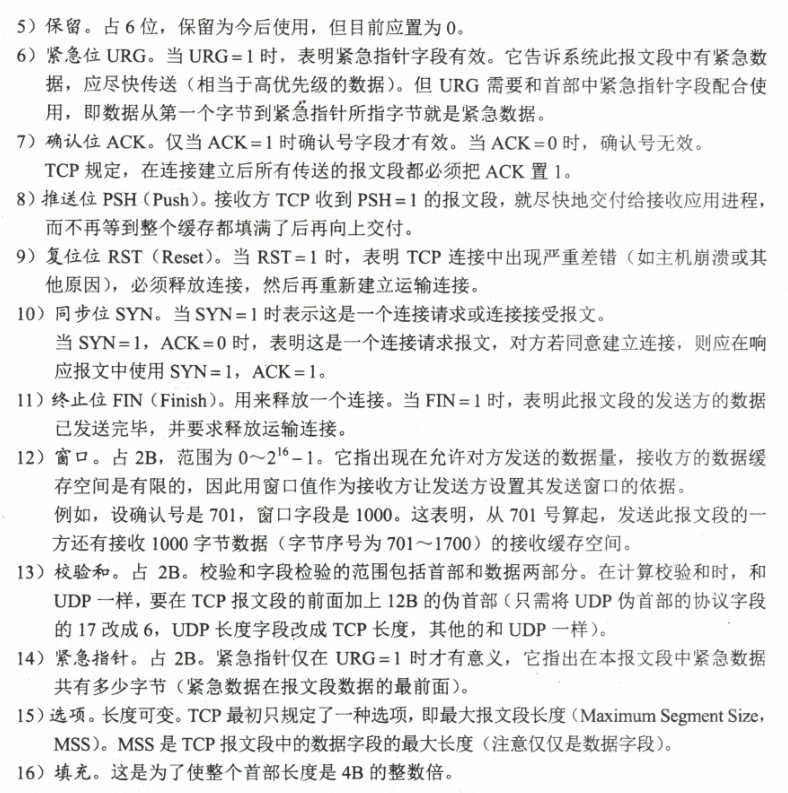 5）保留。占 6 位，保留为今后使用，但目前应置为 0。
6）紧急位 URG。当 URG=1 时，表明紧急指针字段有效。它告诉系统此报文段中有紧急数
据，应尽快传送（相当于高优先级的数据）。但 URG 需要和首部中紧急指针字段配合使
用，即数据从第一个字节到紧急指针所指字节就是紧急数据。
7）确认位 ACK。仅当 ACK=1 时确认号字段才有效。当 ACK=0 时，确认号无效。
TCP 规定，在连接建立后所有传送的报文段都必须把 ACK 置 1。
8）推送位 PSH（Push）。接收方 TCP 收到 PSH=1 的报文段，就尽快地交付给接收应用进程，
而不再等到整个缓存都填满了后再向上交付。
9）复位位 RST（Reset）。当 RST=1 时，表明 TCP 连接中出现严重差错（如主机崩溃或其
他原因），必须释放连接，然后再重新建立运输连接。
10）同步位 SYN。当 SYN=1 时表示这是一个连接请求或连接接受报文。
当 SYN=1，ACK=0 时，表明这是一个连接请求报文，对方若同意建立连接，则应在响
应报文中使用 SYN=1，ACK=1。
11）终止位 FIN（Finish）。用来释放一个连接。当 FIN=1 时，表明此报文段的发送方的数据
已发送完毕，并要求释放运输连接。
12）窗口。占 2B，范围为 0～2¹⁶−1。它指出现在允许对方发送的数据量，接收方的数据缓
存空间是有限的，因此用窗口值作为接收方让发送方设置其发送窗口的依据。
例如，设确认号是 701，窗口字段是 1000。这表明，从 701 号算起，发送此报文段的一
方还有接收 1000 字节数据（字节序号为 701～1700）的接收缓存空间。
13）校验和。占 2B。校验和字段检验的范围包括首部和数据两部分。在计算校验和时，和
UDP 一样，要在 TCP 报文段的前面加上 12B 的伪首部（只需将 UDP 伪首部的协议字段
的 17 改成 6，UDP 长度字段改成 TCP 长度，其他的和 UDP 一样）。
14）紧急指针。占 2B。紧急指针仅在 URG=1 时才有意义，它指出在本报文段中紧急数据
共有多少字节（紧急数据在报文段数据的最前面）。
15）选项。长度可变。TCP 最初只规定了一种选项，即最大报文段长度（Maximum Segment Size，
MSS）。MSS 是 TCP 报文段中的数据字段的最大长度（注意仅仅是数据字段）。
16）填充。这是为了使整个首部长度是 4B 的整数倍。